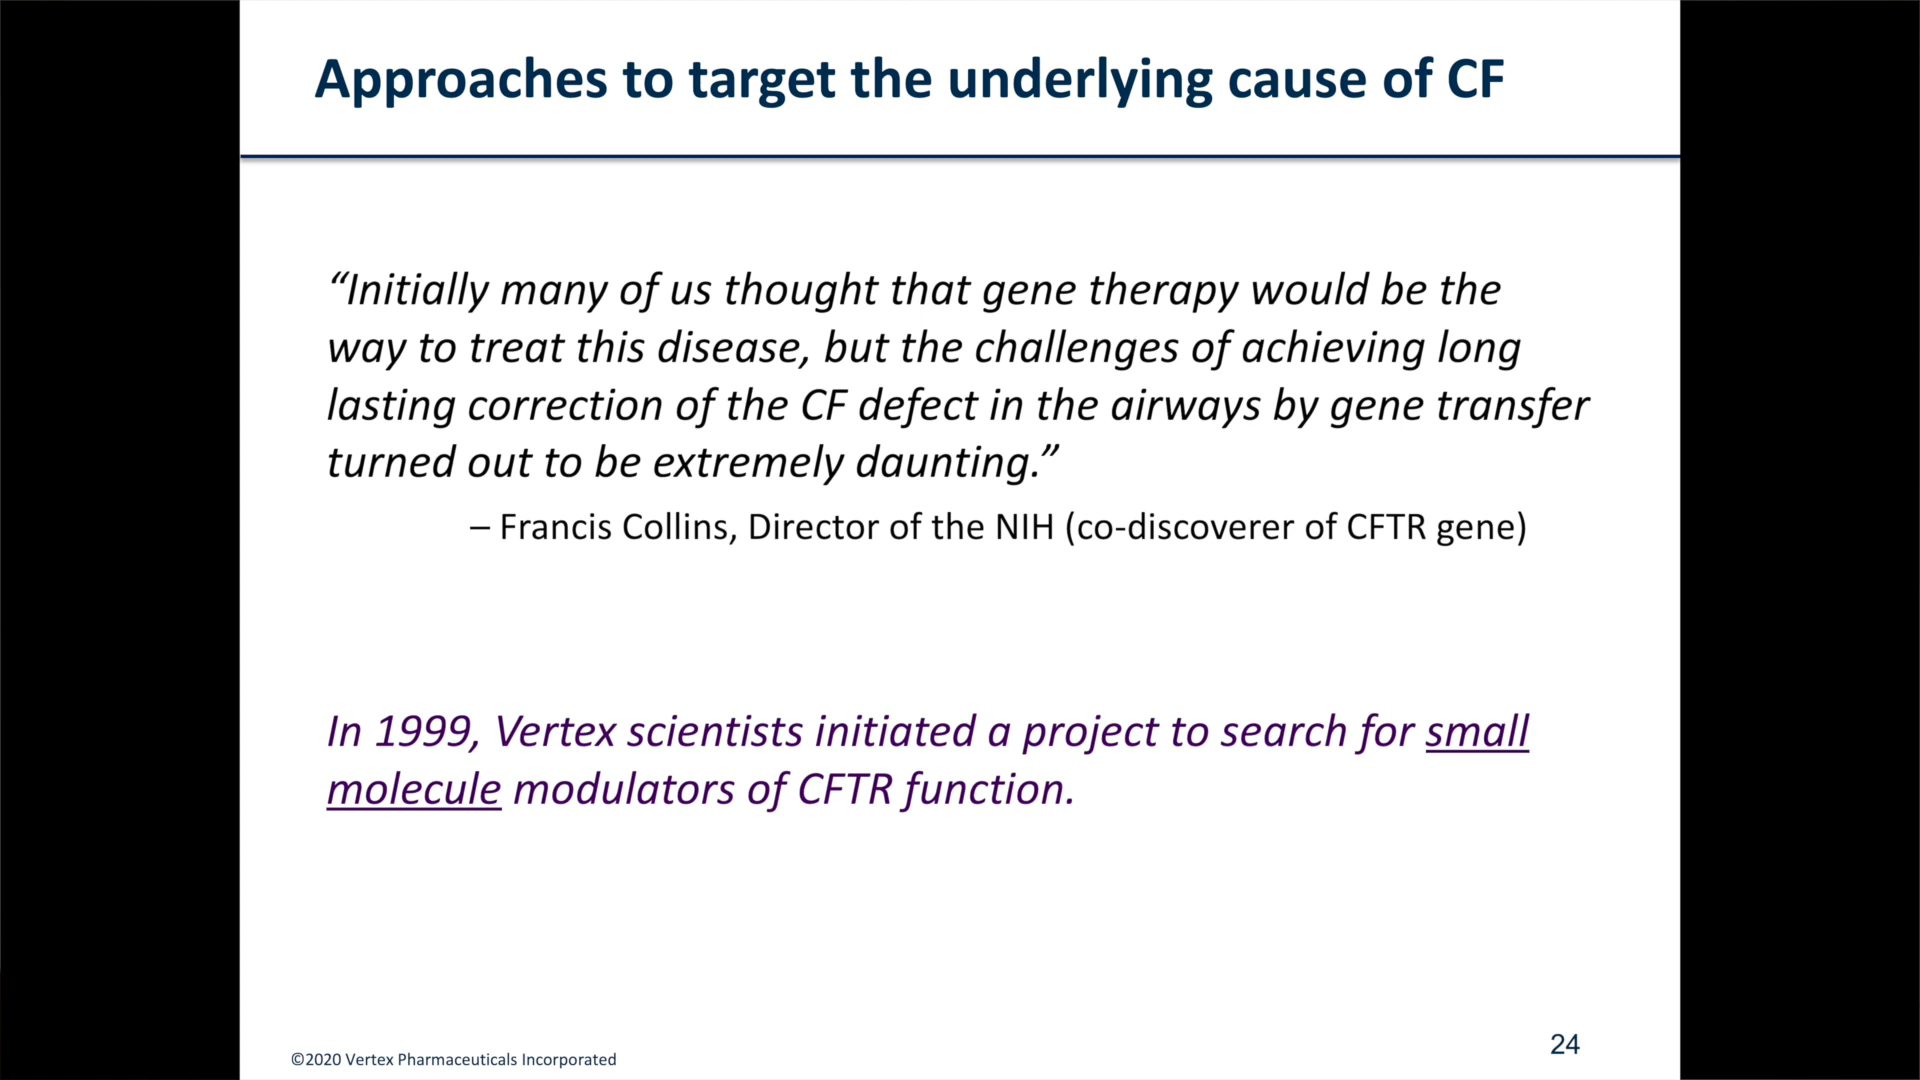 Approaches to target the underlying cause of CF
“Initially many of us thought that gene therapy would be the
way to treat this disease, but the challenges of achieving long
lasting correction of the CF defect in the airways by gene transfer
turned out to be extremely daunting.”
– Francis Collins, Director of the NIH (co-discoverer of CFTR gene)
In 1999, Vertex scientists initiated a project to search for small
molecule modulators of CFTR function.
©2020 Vertex Pharmaceuticals Incorporated
24